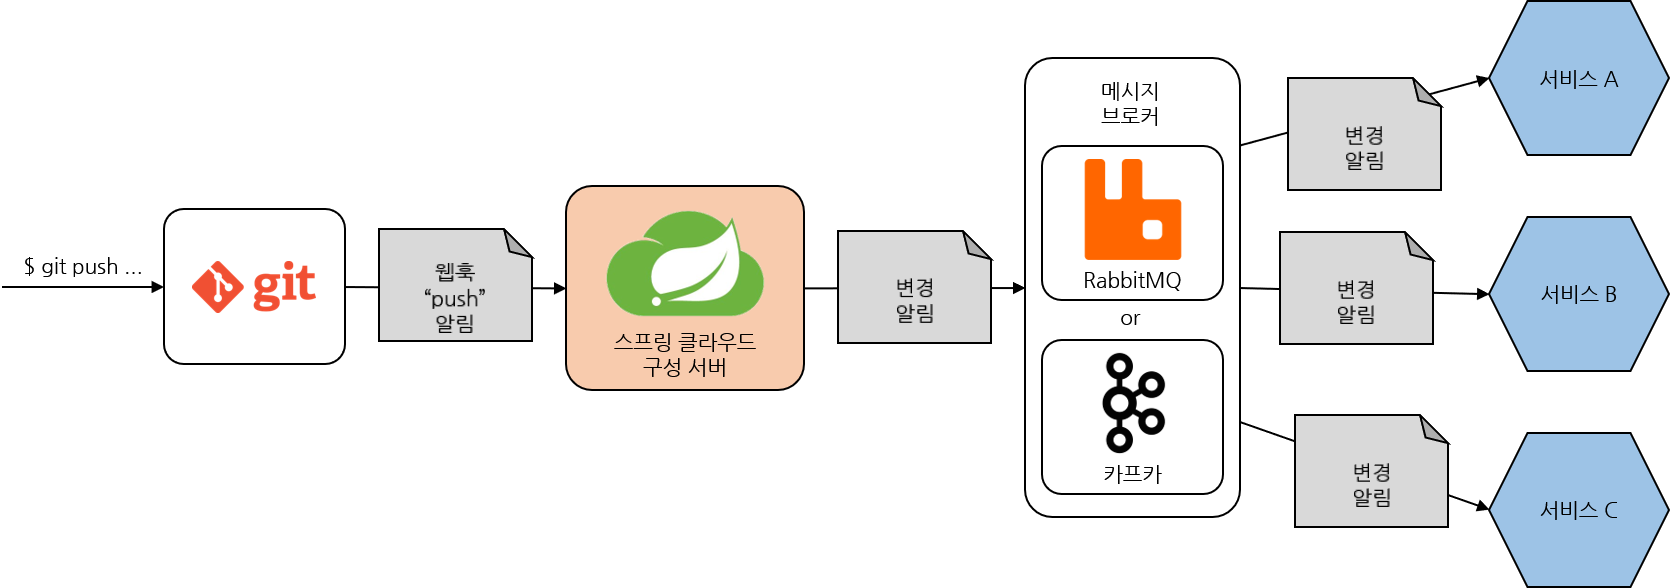 $ git push ...
git
웹훅
“push”
알림
스프링 클라우드
구성 서버
변경
알림
메시지
브로커
RabbitMQ
or
카프카
변경
알림
변경
알림
변경
알림
서비스 A
서비스 B
서비스 C